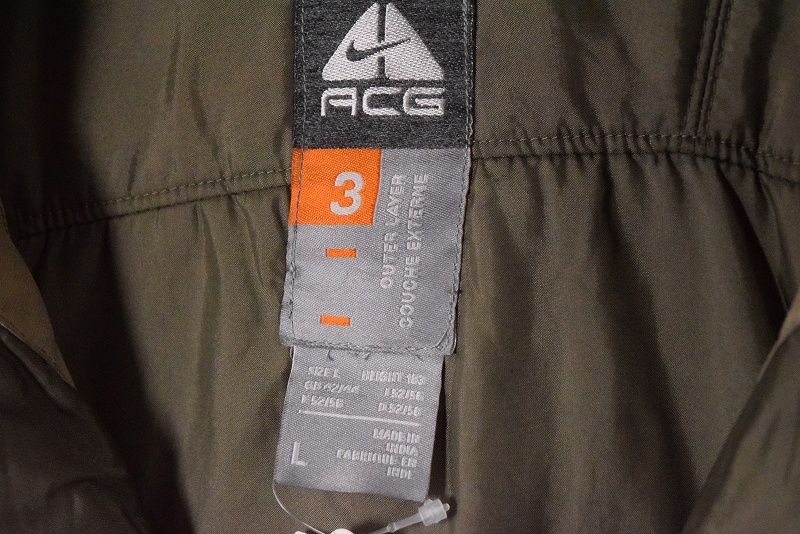 ACG
3
OUTER LAYER
COUCHE EXTERNE
SIZE L HEIGHT 183
GB 42/44 I 52/56
F 52/56 D 52/56
L
MADE IN
INDIA
FABRIQUE EN
INDE